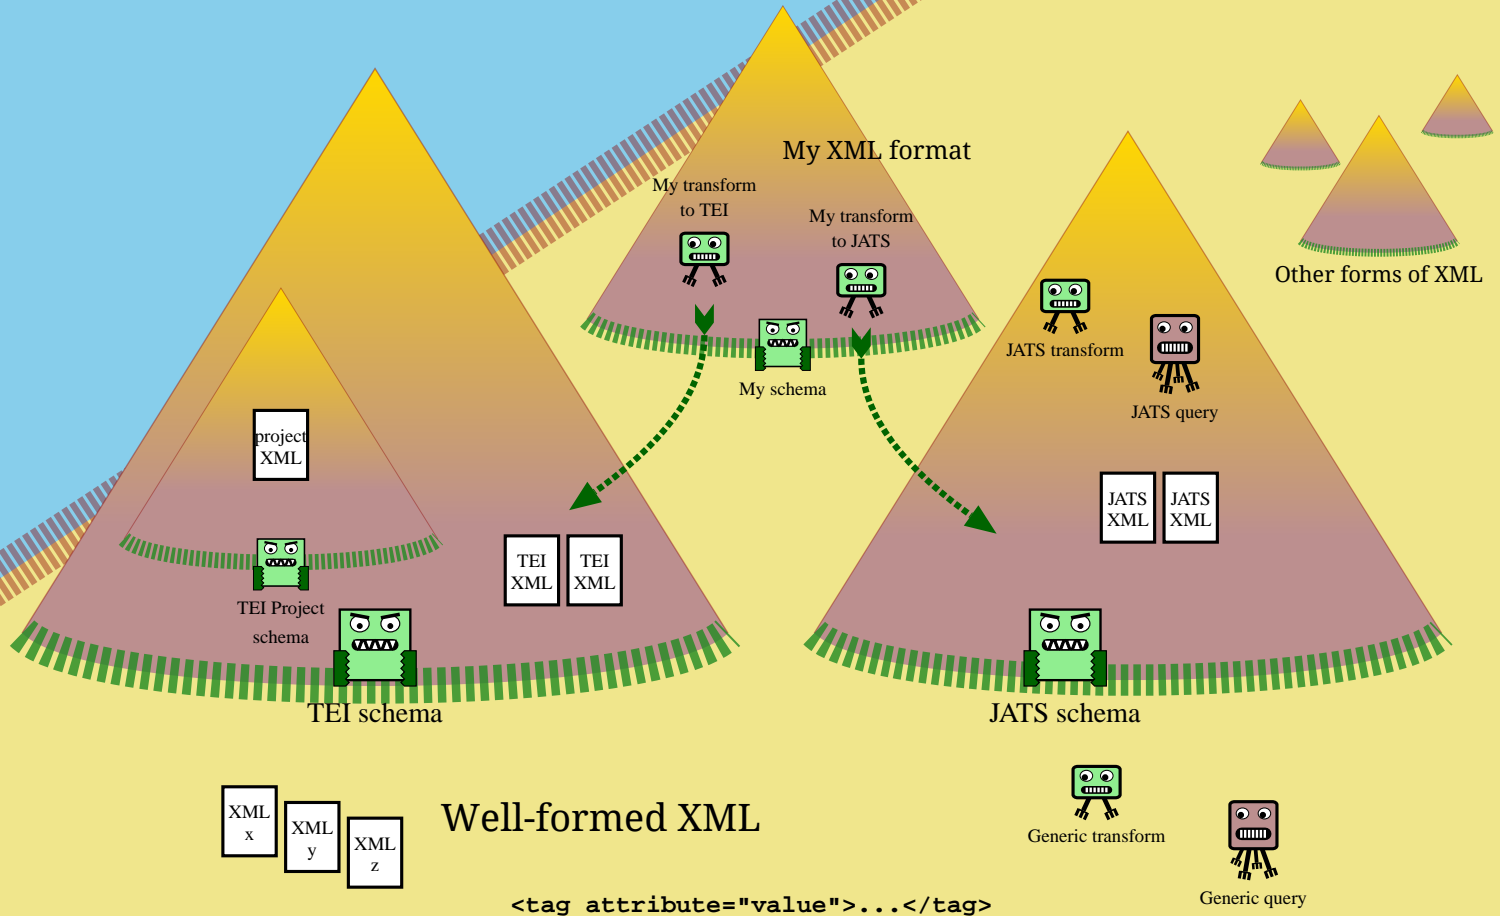 My XML format
My transform
to TEI
My transform
to JATS
Other forms of XML
JATS transform
My schema
JATS query
project
XML
JATS
XML
JATS
XML
TEI
XML
TEI
XML
TEI Project
schema
TEI schema
JATS schema
XML
x
XML
y
XML
z
Well-formed XML
Generic transform
Generic query
<tag attribute="value">...</tag>